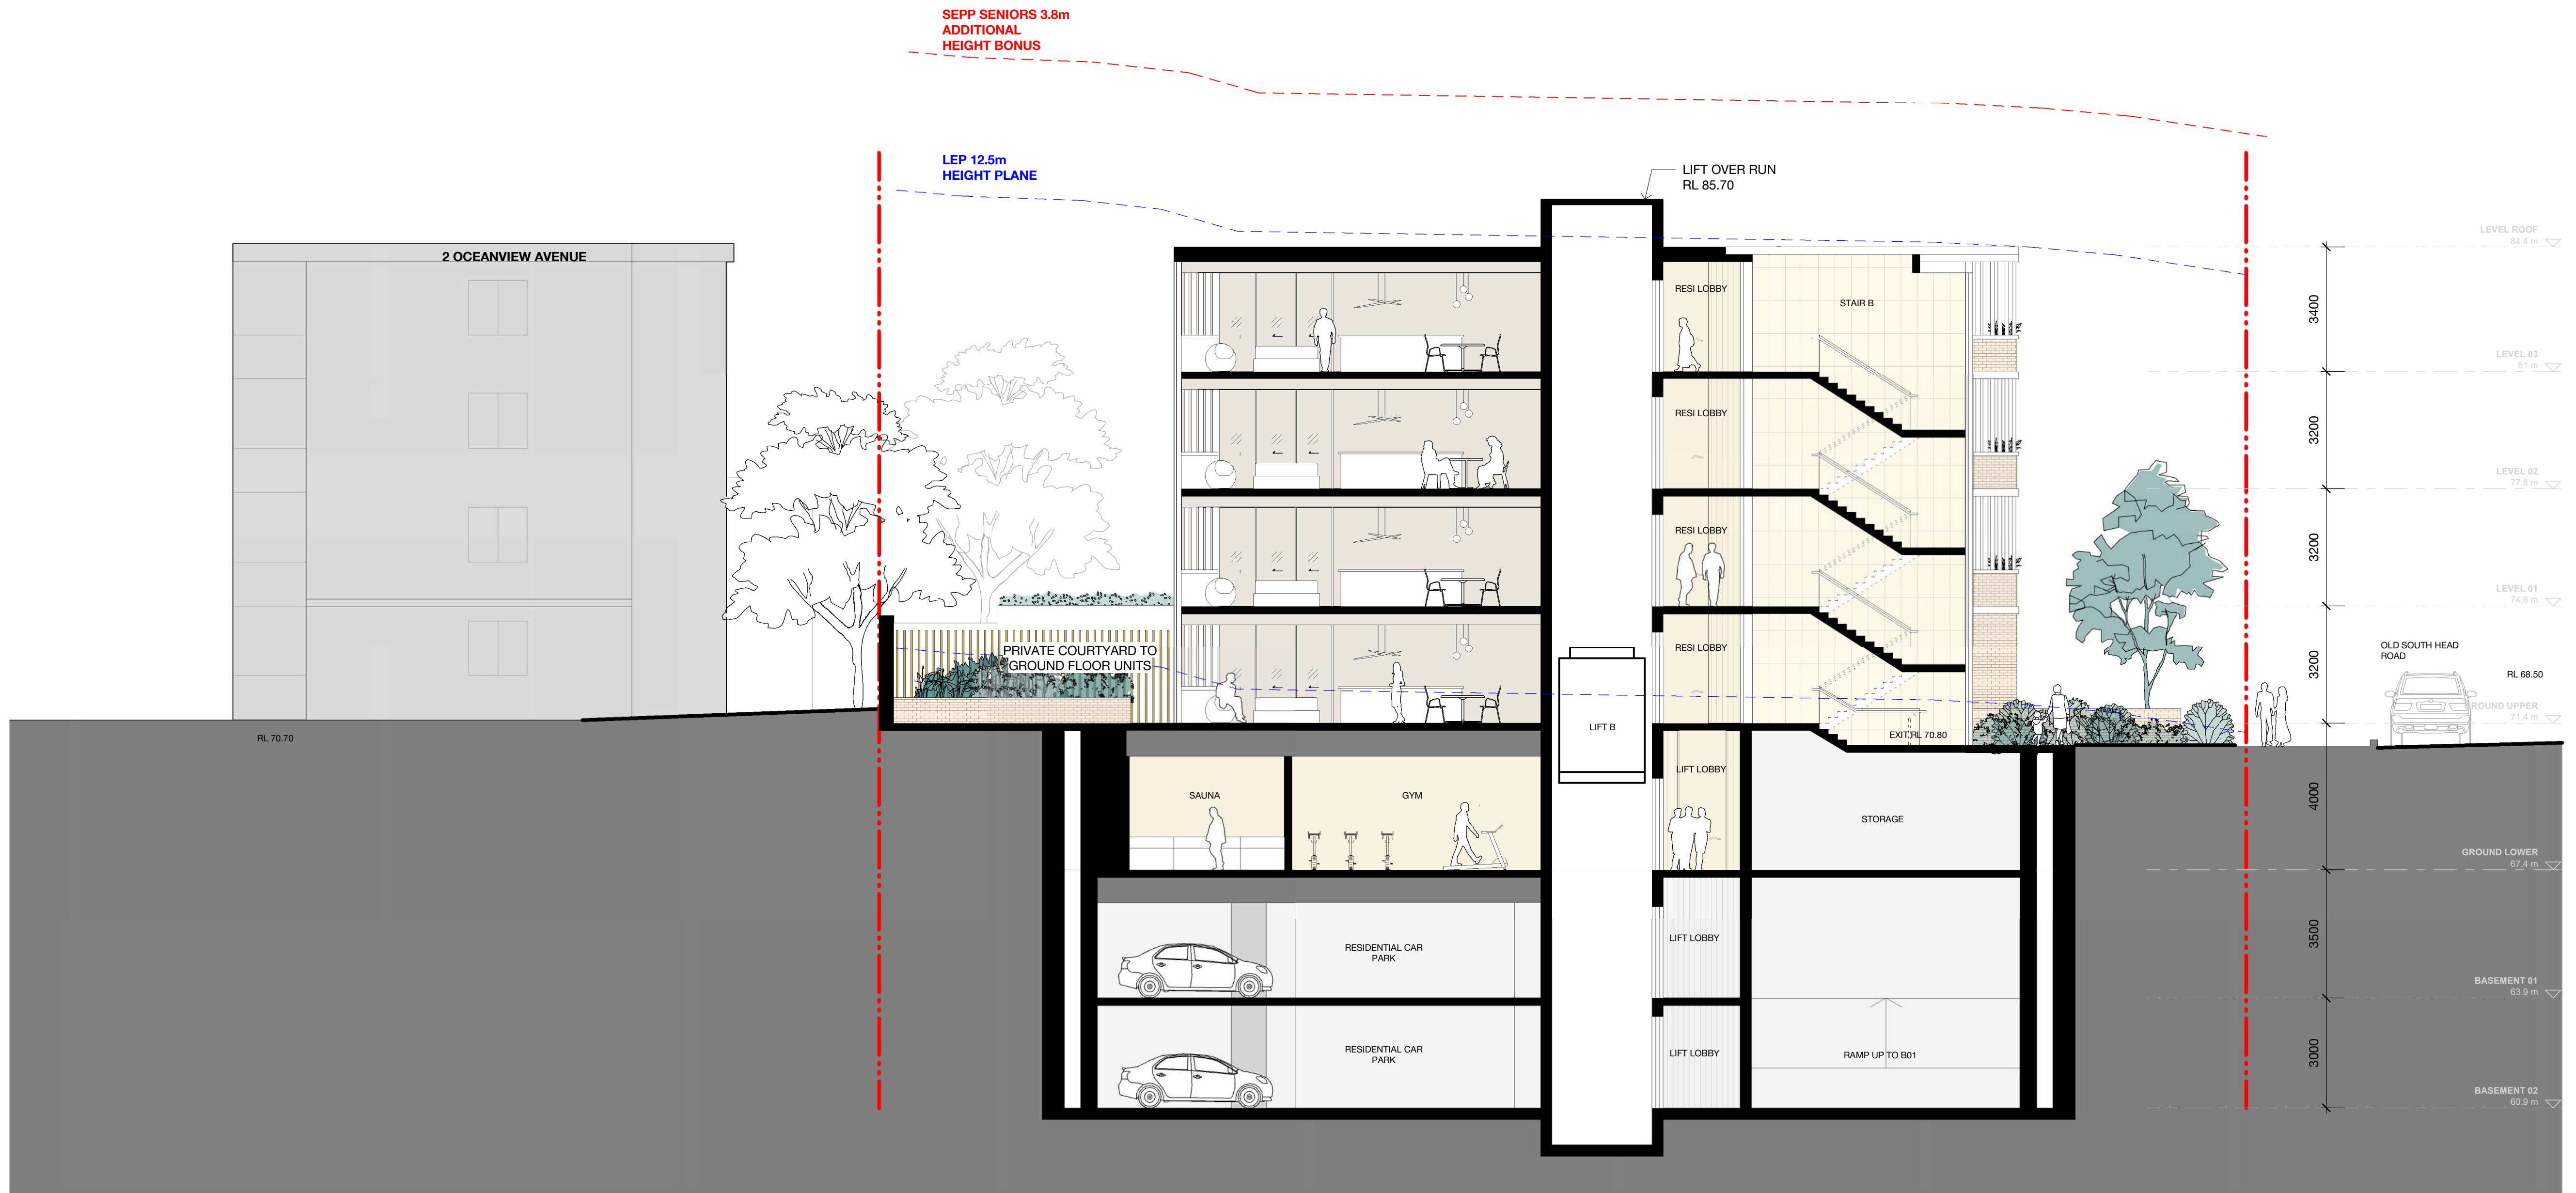 SEPP SENIORS 3.8m
ADDITIONAL
HEIGHT BONUS
LEP 12.5m
HEIGHT PLANE
LIFT OVER RUN
RL 85.70
2 OCEANVIEW AVENUE
LEVEL ROOF
84.4 m
RESI LOBBY
STAIR B
3400
LEVEL 03
81 m
RESI LOBBY
3200
LEVEL 02
77.8 m
RESI LOBBY
3200
LEVEL 01
74.6 m
PRIVATE COURTYARD TO
GROUND FLOOR UNITS
RESI LOBBY
3200
OLD SOUTH HEAD
ROAD
RL 68.50
ROUND UPPER
71.4 m
RL 70.70
LIFT B
EXIT RL 70.80
SAUNA
GYM
LIFT LOBBY
STORAGE
4000
GROUND LOWER
67.4 m
RESIDENTIAL CAR
PARK
LIFT LOBBY
3500
BASEMENT 01
63.9 m
RESIDENTIAL CAR
PARK
LIFT LOBBY
RAMP UP TO B01
3000
BASEMENT 02
60.9 m